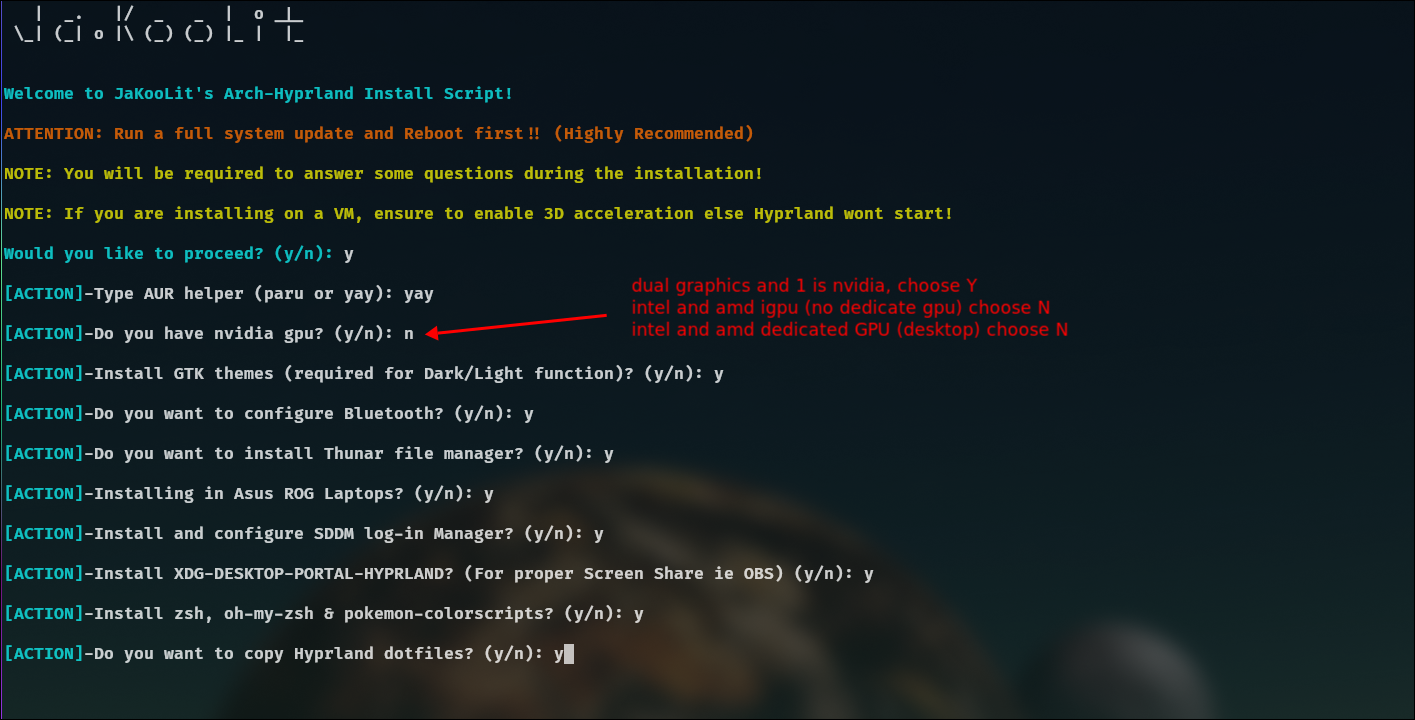 Welcome to JaKooLit's Arch-Hyprland Install Script!
ATTENTION: Run a full system update and Reboot first!! (Highly Recommended)
NOTE: You will be required to answer some questions during the installation!
NOTE: If you are installing on a VM, ensure to enable 3D acceleration else Hyprland wont start!
Would you like to proceed? (y/n): y
[ACTION]-Type AUR helper (paru or yay): yay
dual graphics and 1 is nvidia, choose Y
intel and amd igpu (no dedicate gpu) choose N
intel and amd dedicated GPU (desktop) choose N
[ACTION]-Do you have nvidia gpu? (y/n): n
[ACTION]-Install GTK themes (required for Dark/Light function)? (y/n): y
[ACTION]-Do you want to configure Bluetooth? (y/n): y
[ACTION]-Do you want to install Thunar file manager? (y/n): y
[ACTION]-Installing in Asus ROG Laptops? (y/n): y
[ACTION]-Install and configure SDDM log-in Manager? (y/n): y
[ACTION]-Install XDG-DESKTOP-PORTAL-HYPRLAND? (For proper Screen Share ie OBS) (y/n): y
[ACTION]-Install zsh, oh-my-zsh & pokemon-colorscripts? (y/n): y
[ACTION]-Do you want to copy Hyprland dotfiles? (y/n): y